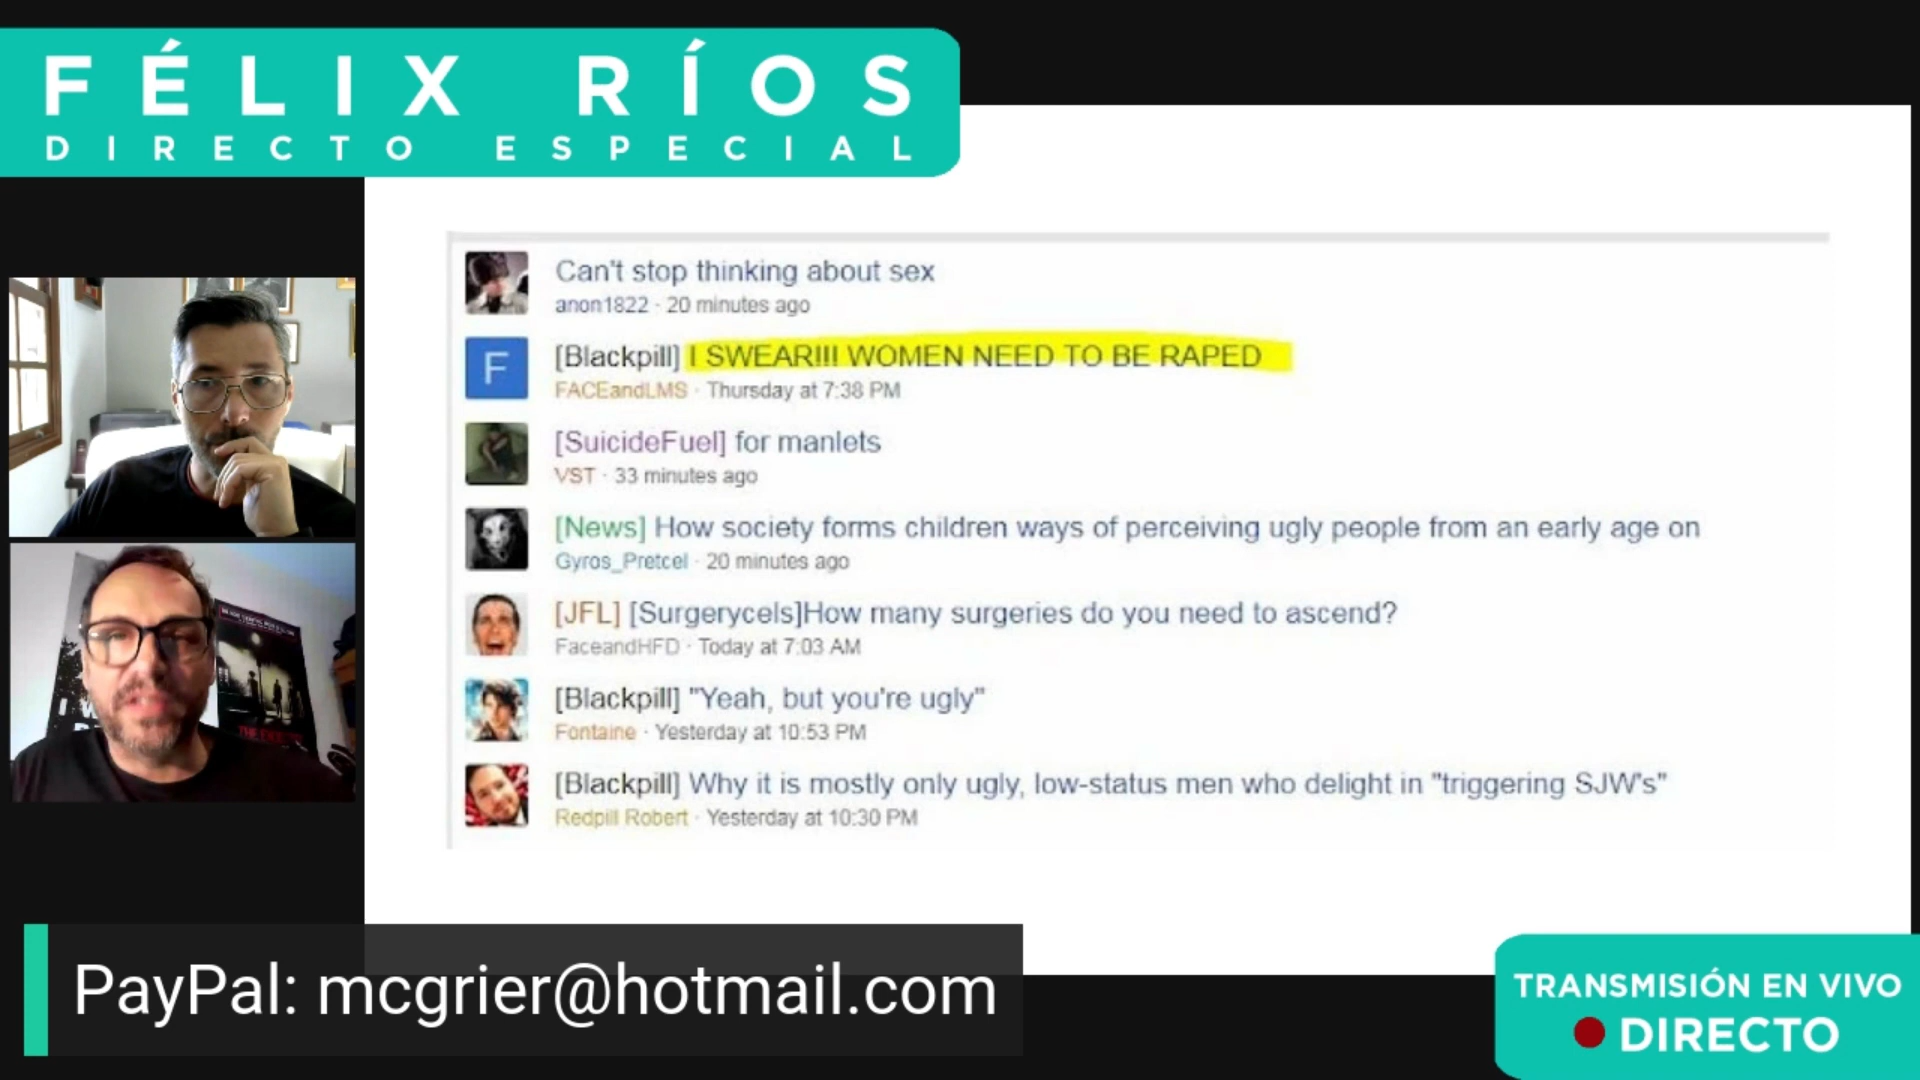 FÉLIX RÍOS
DIRECTO ESPECIAL
Can't stop thinking about sex
anon1822 · 20 minutes ago
F
[Blackpill] I SWEAR!!! WOMEN NEED TO BE RAPED
FACEandLMS · Thursday at 7:38 PM
[SuicideFuel] for manlets
VST · 33 minutes ago
[News] How society forms children ways of perceiving ugly people from an early age on
Gyros_Pretcel · 20 minutes ago
[JFL] [Surgerycels]How many surgeries do you need to ascend?
FaceandHFD · Today at 7:03 AM
[Blackpill] "Yeah, but you're ugly"
Fontaine · Yesterday at 10:53 PM
[Blackpill] Why it is mostly only ugly, low-status men who delight in "triggering SJW's"
Redpill Robert · Yesterday at 10:30 PM
PayPal: mcgrier@hotmail.com
TRANSMISIÓN EN VIVO
DIRECTO